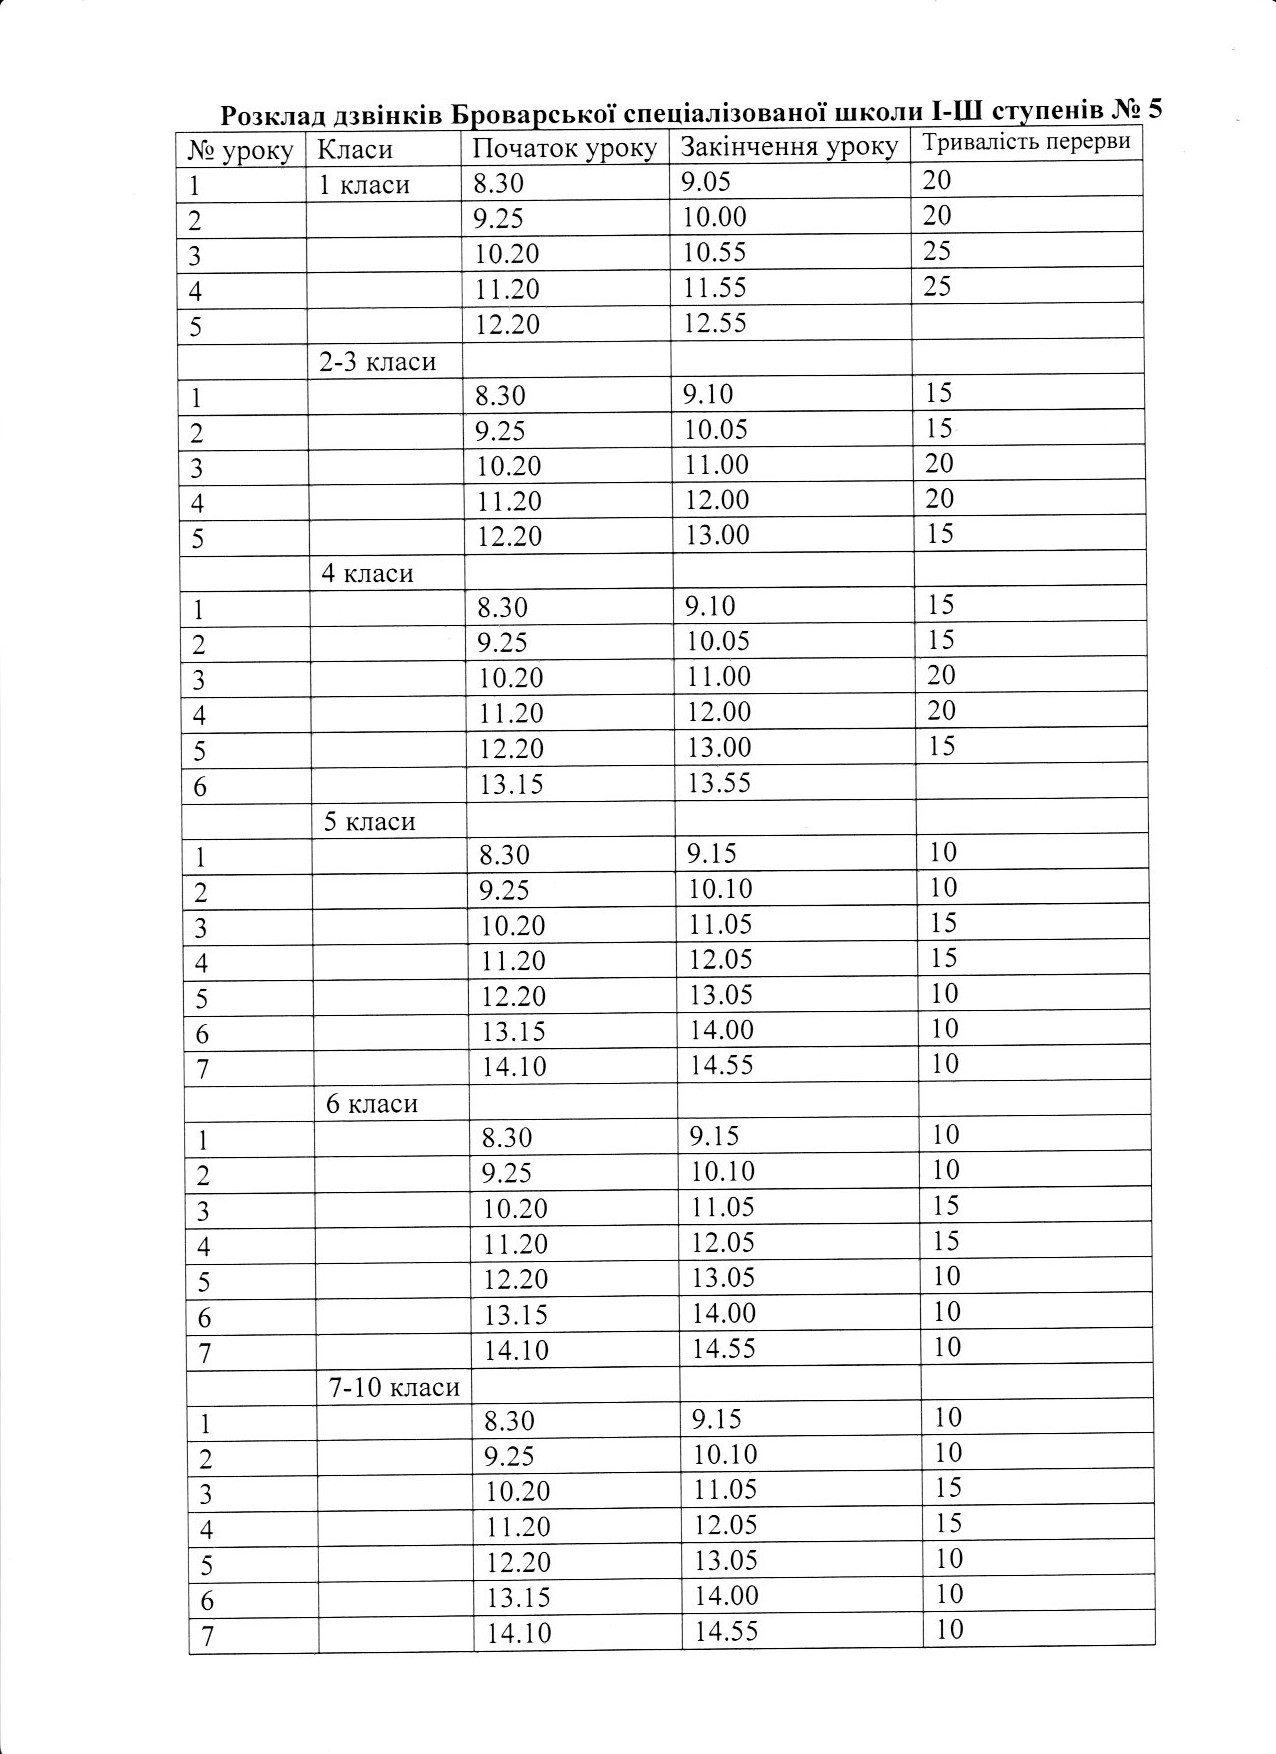 Розклад дзвінків Броварської спеціалізованої школи І-ІІІ ступенів № 5
№ уроку Класи Початок уроку Закінчення уроку Тривалість перерви
1 1 класи 8.30 9.05 20
2 9.25 10.00 20
3 10.20 10.55 25
4 11.20 11.55 25
5 12.20 12.55
2-3 класи
1 8.30 9.10 15
2 9.25 10.05 15
3 10.20 11.00 20
4 11.20 12.00 20
5 12.20 13.00 15
4 класи
1 8.30 9.10 15
2 9.25 10.05 15
3 10.20 11.00 20
4 11.20 12.00 20
5 12.20 13.00 15
6 13.15 13.55
5 класи
1 8.30 9.15 10
2 9.25 10.10 10
3 10.20 11.05 15
4 11.20 12.05 15
5 12.20 13.05 10
6 13.15 14.00 10
7 14.10 14.55 10
6 класи
1 8.30 9.15 10
2 9.25 10.10 10
3 10.20 11.05 15
4 11.20 12.05 15
5 12.20 13.05 10
6 13.15 14.00 10
7 14.10 14.55 10
7-10 класи
1 8.30 9.15 10
2 9.25 10.10 10
3 10.20 11.05 15
4 11.20 12.05 15
5 12.20 13.05 10
6 13.15 14.00 10
7 14.10 14.55 10